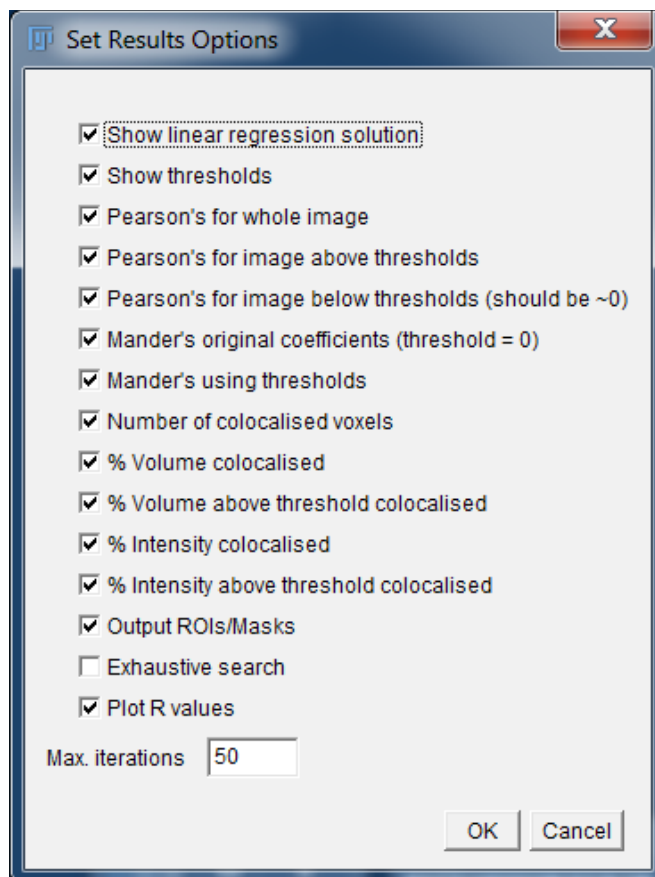 Set Results Options
Show linear regression solution
Show thresholds
Pearson's for whole image
Pearson's for image above thresholds
Pearson's for image below thresholds (should be ~0)
Mander's original coefficients (threshold = 0)
Mander's using thresholds
Number of colocalised voxels
% Volume colocalised
% Volume above threshold colocalised
% Intensity colocalised
% Intensity above threshold colocalised
Output ROIs/Masks
Exhaustive search
Plot R values
Max. iterations 50
OK Cancel